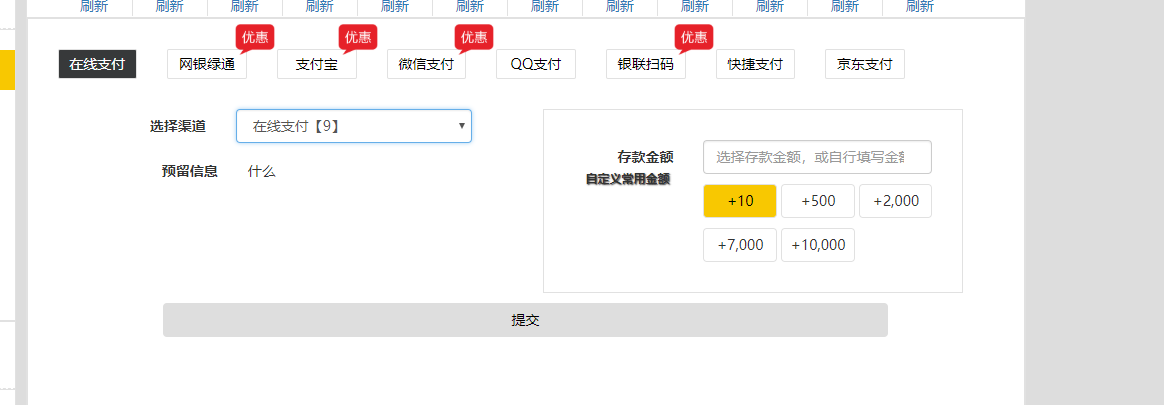 刷新 刷新 刷新 刷新 刷新 刷新 刷新 刷新 刷新 刷新 刷新 刷新
优惠 优惠 优惠 优惠
在线支付 网银绿通 支付宝 微信支付 QQ支付 银联扫码 快捷支付 京东支付
选择渠道 在线支付【9】
预留信息 什么
存款金额 选择存款金额，或自行填写金额
自定义常用金额
+10 +500 +2,000
+7,000 +10,000
提交